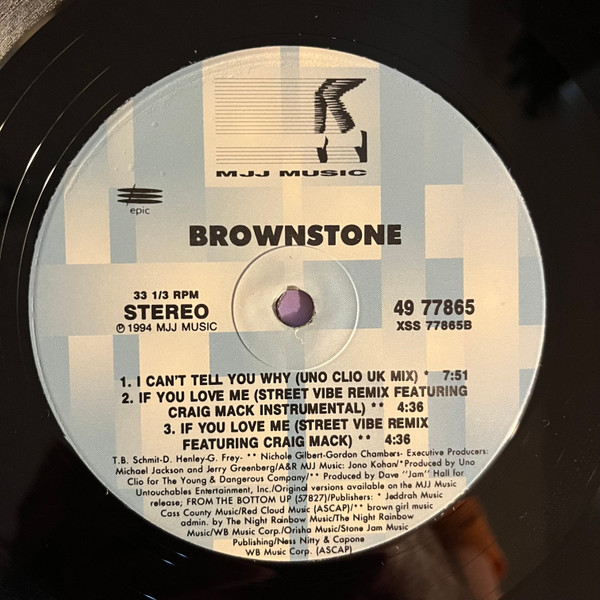 MJJ MUSIC
epic
BROWNSTONE
33 1/3 RPM
STEREO
℗ 1994 MJJ MUSIC
49 77865
XSS 77865B
1. I CAN'T TELL YOU WHY (UNO CLIO UK MIX) * 7:51
2. IF YOU LOVE ME (STREET VIBE REMIX FEATURING
CRAIG MACK INSTRUMENTAL) ** 4:36
3. IF YOU LOVE ME (STREET VIBE REMIX
FEATURING CRAIG MACK) ** 4:36
T.B. Schmit-D. Henley-G. Frey- ** Nichole Gilbert-Gordon Chambers- Executive Producers:
Michael Jackson and Jerry Greenberg/A&R MJJ Music: Jono Kohan/*Produced by Uno
Clio for The Young & Dangerous Company/** Produced by Dave "Jam" Hall for
Untouchables Entertainment, Inc./Original versions available on the MJJ Music
release; FROM THE BOTTOM UP (57827)/Publishers: * Jeddrah Music
Cass County Music/Red Cloud Music (ASCAP)/** brown girl music
admin. by The Night Rainbow Music/The Night Rainbow
Music/WB Music Corp./Orisha Music/Stone Jam Music
Publishing/Ness Nitty & Capone
WB Music Corp. (ASCAP)